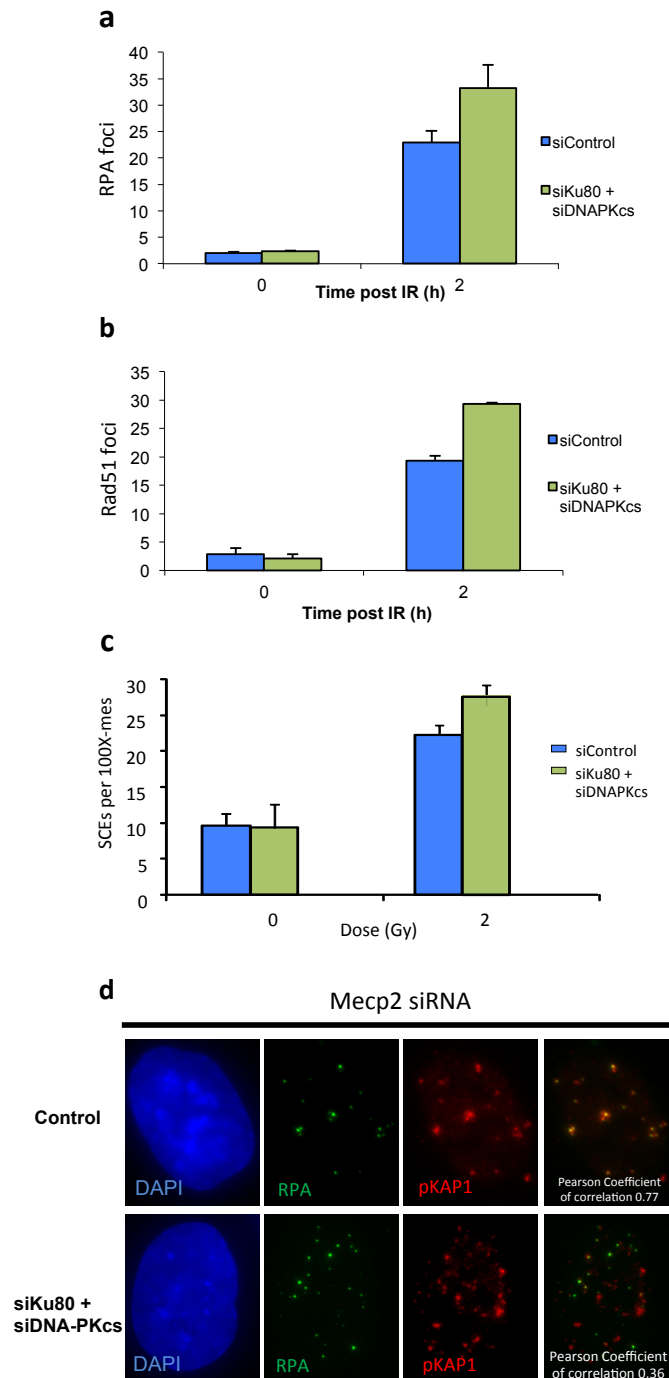 a
40
35
30
25
20
15
10
5
0
RPA foci
0
2
Time post IR (h)
siControl
siKu80 +
siDNAPKcs
b
35
30
25
20
15
10
5
0
Rad51 foci
0
2
Time post IR (h)
siControl
siKu80 +
siDNAPKcs
c
30
25
20
15
10
5
0
SCEs per 100X-mes
0
2
Dose (Gy)
siControl
siKu80 +
siDNAPKcs
d
Mecp2 siRNA
Control
DAPI
RPA
pKAP1
Pearson Coefficient
of correlation 0.77
siKu80 +
siDNA-PKcs
DAPI
RPA
pKAP1
Pearson Coefficient
of correlation 0.36